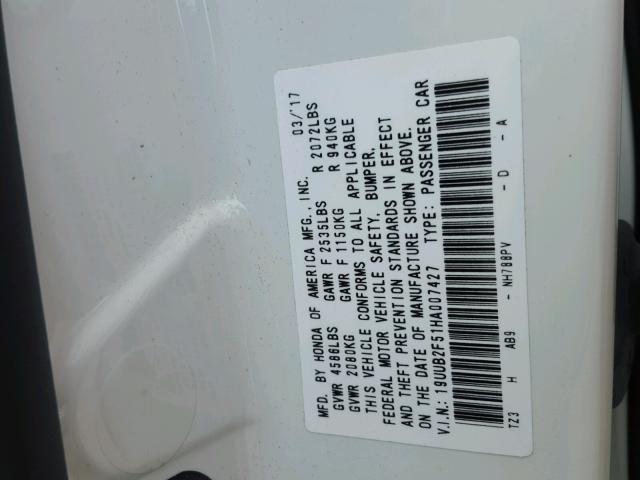 MFD. BY HONDA OF AMERICA MFG., INC. 03/'17
GVWR 4586LBS GAWR F 2535LBS R 2072LBS
GVWR 2080KG GAWR F 1150KG R 940KG
THIS VEHICLE CONFORMS TO ALL APPLICABLE
FEDERAL MOTOR VEHICLE SAFETY, BUMPER,
AND THEFT PREVENTION STANDARDS IN EFFECT
ON THE DATE OF MANUFACTURE SHOWN ABOVE.
V.I.N.: 19UUB2F51HA007427 TYPE: PASSENGER CAR
TZ3 H AB9 - NH788PV - D - A